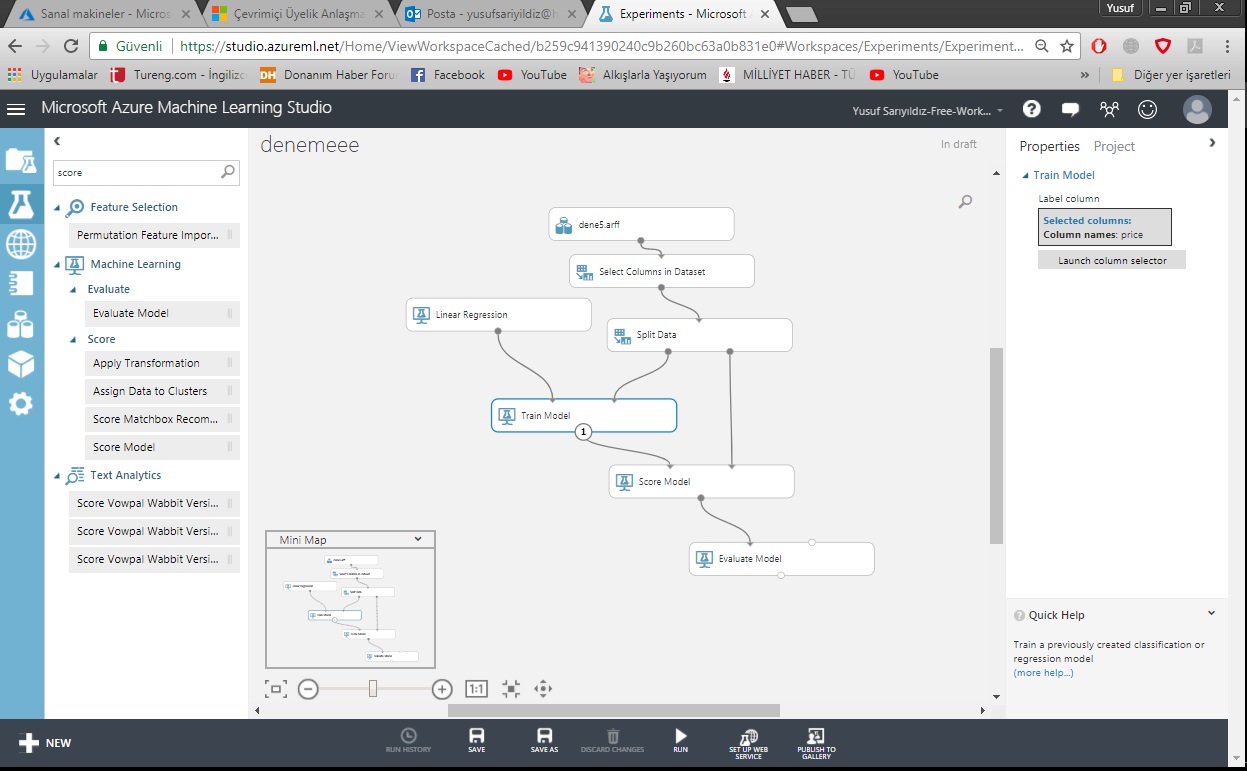 Sanal makineler - Micros
Çevrimiçi Üyelik Anlaşma
Posta - yusufsariyildiz@h
Experiments - Microsoft
Yusuf
Güvenli
https://studio.azureml.net/Home/ViewWorkspaceCached/b259c941390240c9b260bc63a0b831e0#Workspaces/Experiments/Experiment...
Uygulamalar
Tureng.com - İngilizc
DH
Donanım Haber Foru
Facebook
YouTube
Alkışlarla Yaşıyorum
MİLLİYET HABER - TÜ
YouTube
»
Diğer yer işaretleri
Microsoft Azure Machine Learning Studio
Yusuf Sarıyıldız-Free-Work...
score
Feature Selection
Permutation Feature Impor...
Machine Learning
Evaluate
Evaluate Model
Score
Apply Transformation
Assign Data to Clusters
Score Matchbox Recom...
Score Model
Text Analytics
Score Vowpal Wabbit Versi...
Score Vowpal Wabbit Versi...
Score Vowpal Wabbit Versi...
denemeee
In draft
dene5.arff
Select Columns in Dataset
Linear Regression
Split Data
Train Model
1
Score Model
Evaluate Model
Mini Map
1:1
Properties
Project
Train Model
Label column
Selected columns:
Column names: price
Launch column selector
Quick Help
Train a previously created classification or
regression model
(more help...)
NEW
RUN HISTORY
SAVE
SAVE AS
DISCARD CHANGES
RUN
SET UP WEB
SERVICE
PUBLISH TO
GALLERY